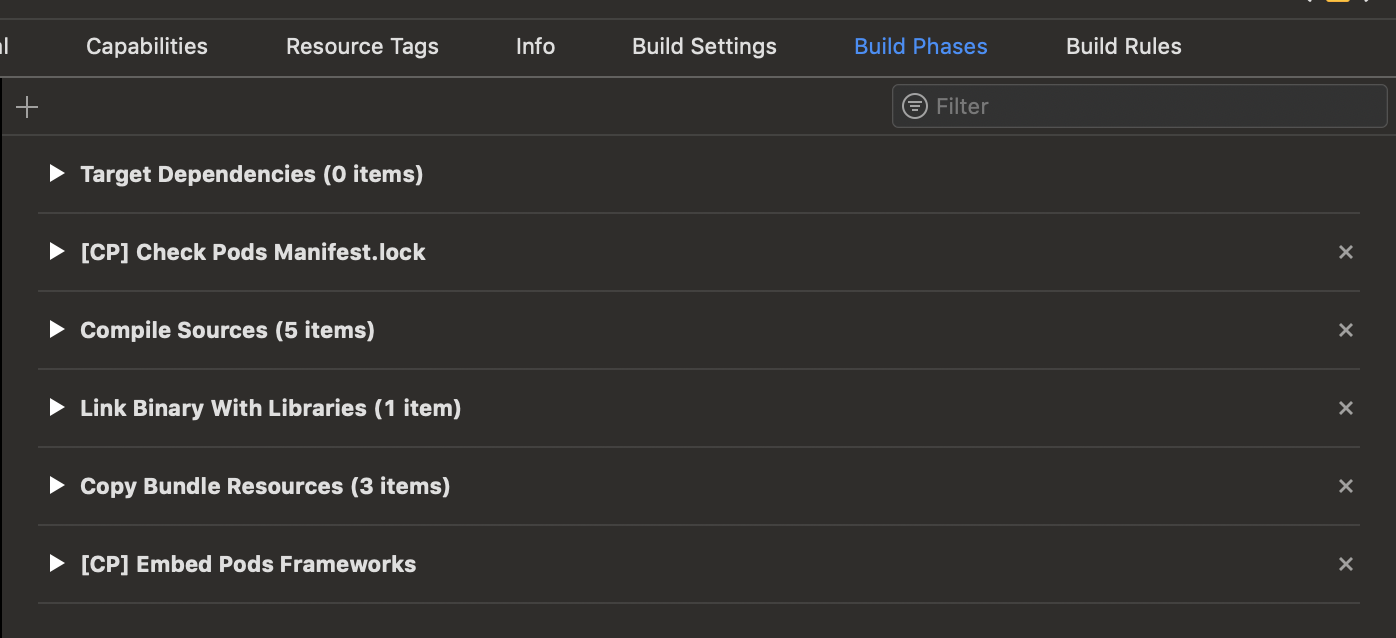 Capabilities Resource Tags Info Build Settings Build Phases Build Rules
Filter
Target Dependencies (0 items)
[CP] Check Pods Manifest.lock
Compile Sources (5 items)
Link Binary With Libraries (1 item)
Copy Bundle Resources (3 items)
[CP] Embed Pods Frameworks